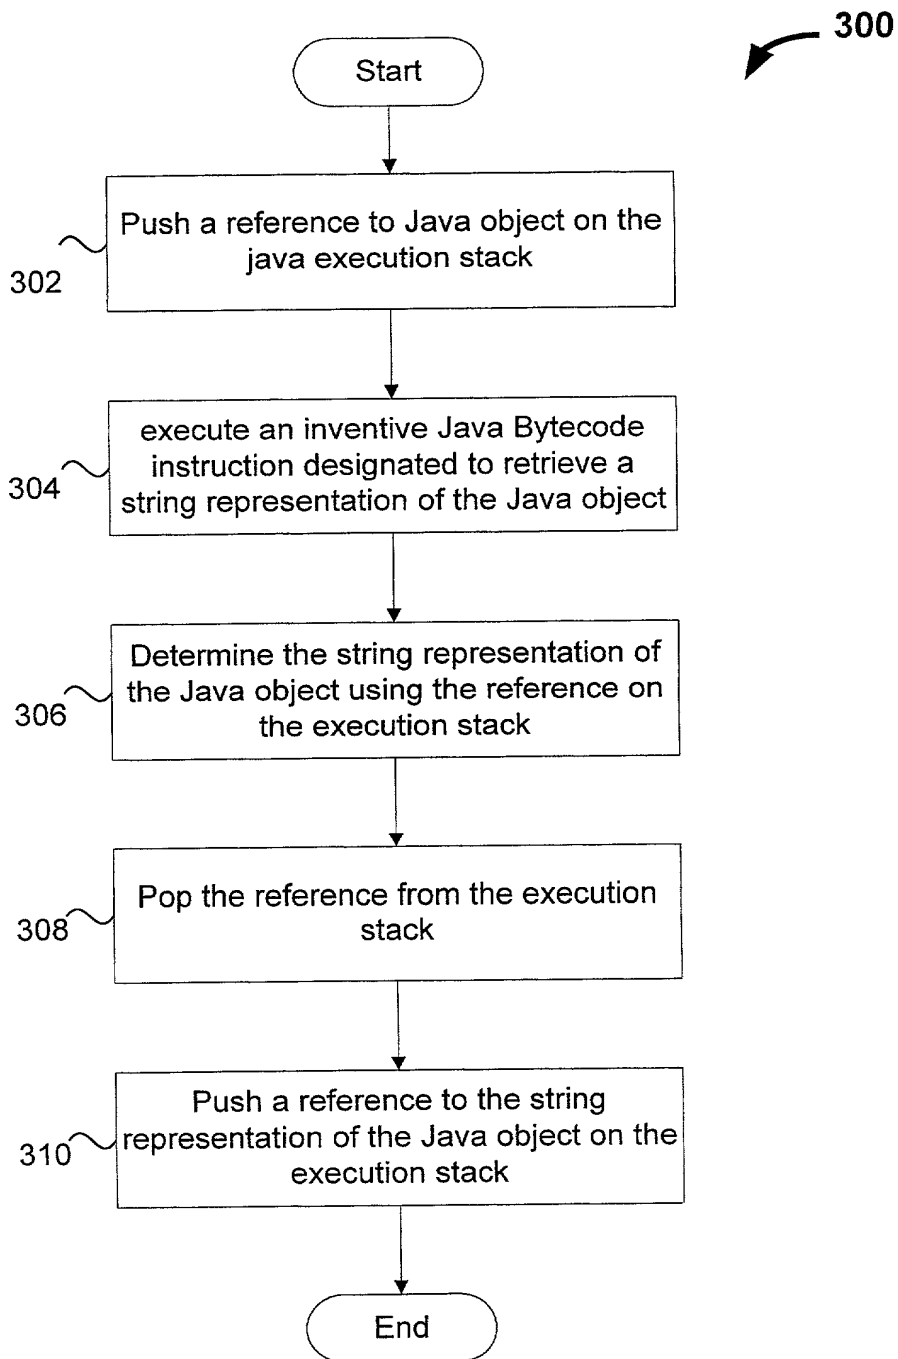 300
Start
Push a reference to Java object on the
java execution stack
302
execute an inventive Java Bytecode
instruction designated to retrieve a
string representation of the Java object
304
Determine the string representation of
the Java object using the reference on
the execution stack
306
Pop the reference from the execution
stack
308
Push a reference to the string
representation of the Java object on the
execution stack
310
End